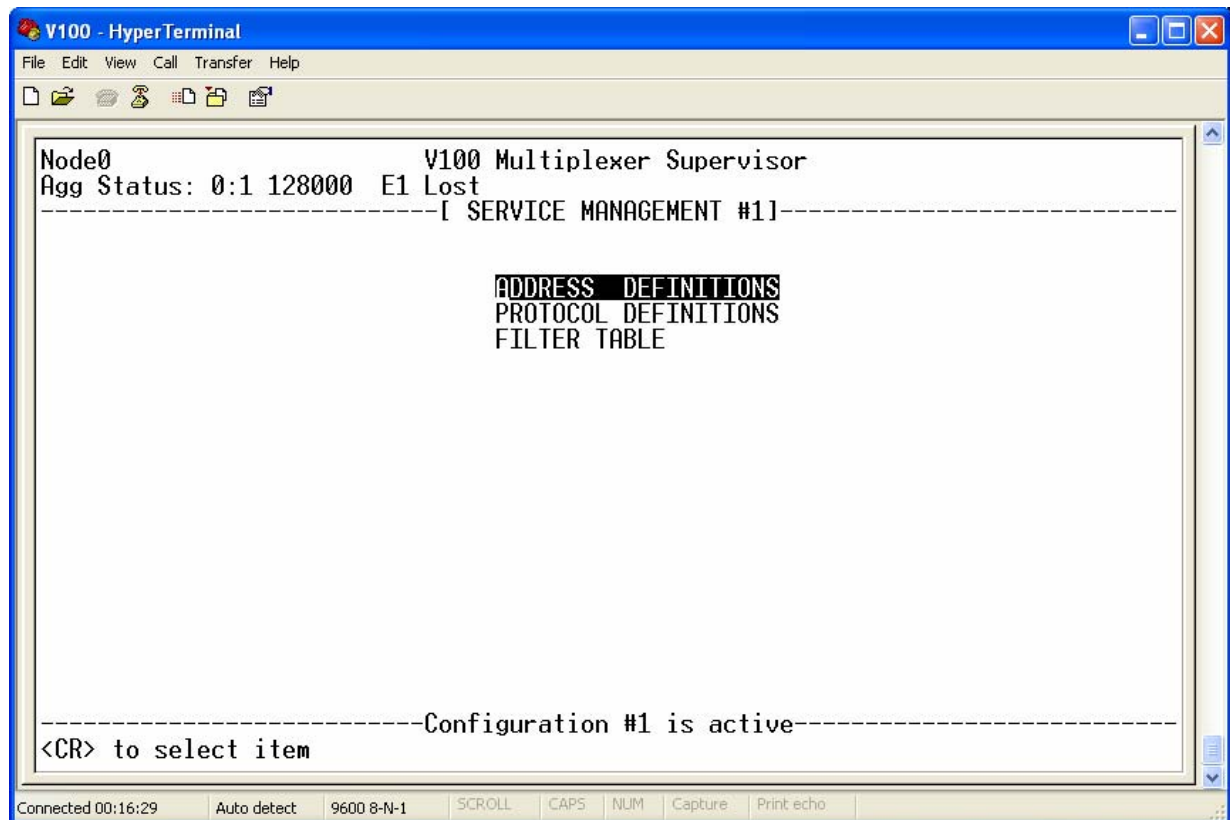 V100 - HyperTerminal
File Edit View Call Transfer Help
Node0 V100 Multiplexer Supervisor
Agg Status: 0:1 128000 E1 Lost
---------------------------[ SERVICE MANAGEMENT #1]----------------------------
ADDRESS DEFINITIONS
PROTOCOL DEFINITIONS
FILTER TABLE
---------------------------Configuration #1 is active---------------------------
<CR> to select item
Connected 00:16:29 Auto detect 9600 8-N-1 SCROLL CAPS NUM Capture Print echo